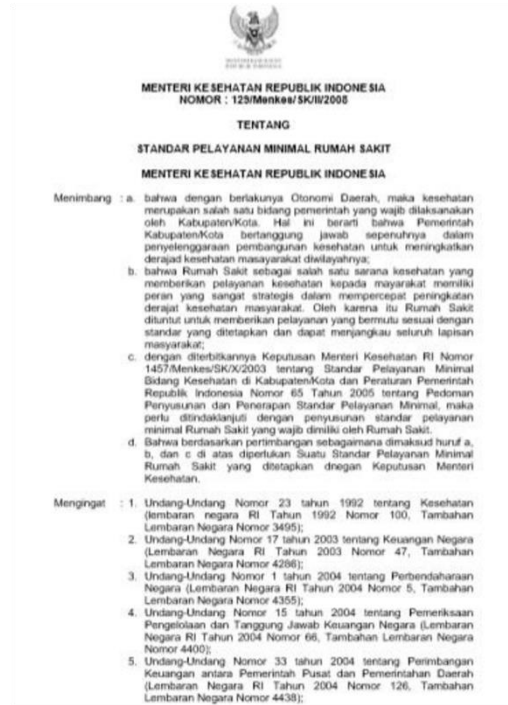 MENTERI KESEHATAN REPUBLIK INDONESIA
NOMOR : 129/Menkes/SK/II/2008
TENTANG
STANDAR PELAYANAN MINIMAL RUMAH SAKIT
MENTERI KESEHATAN REPUBLIK INDONESIA
Menimbang : a. bahwa dengan berlakunya Otonomi Daerah, maka kesehatan
merupakan salah satu bidang pemerintah yang wajib dilaksanakan
oleh Kabupaten/Kota. Hal ini berarti bahwa Pemerintah
Kabupaten/Kota bertanggung jawab sepenuhnya dalam
penyelenggaraan pembangunan kesehatan untuk meningkatkan
derajad kesehatan masayarakat diwilayahnya;
b. bahwa Rumah Sakit sebagai salah satu sarana kesehatan yang
memberikan pelayanan kesehatan kepada mayarakat memiliki
peran yang sangat strategis dalam mempercepat peningkatan
derajat kesehatan masyarakat. Oleh karena itu Rumah Sakit
dituntut untuk memberikan pelayanan yang bermutu sesuai dengan
standar yang ditetapkan dan dapat menjangkau seluruh lapisan
masyarakat;
c. dengan diterbitkannya Keputusan Menteri Kesehatan RI Nomor
1457/Menkes/SK/X/2003 tentang Standar Pelayanan Minimal
Bidang Kesehatan di Kabupaten/Kota dan Peraturan Pemerintah
Republik Indonesia Nomor 65 Tahun 2005 tentang Pedoman
Penyusunan dan Penerapan Standar Pelayanan Minimal, maka
perlu ditindaklanjuti dengan penyusunan standar pelayanan
minimal Rumah Sakit yang wajib dimiliki oleh Rumah Sakit.
d. Bahwa berdasarkan pertimbangan sebagaimana dimaksud huruf a,
b, dan c di atas diperlukan Suatu Standar Pelayanan Minimal
Rumah Sakit yang ditetapkan dnegan Keputusan Menteri
Kesehatan.
Mengingat : 1. Undang-Undang Nomor 23 tahun 1992 tentang Kesehatan
(lembaran negara RI Tahun 1992 Nomor 100, Tambahan
Lembaran Negara Nomor 3495);
2. Undang-Undang Nomor 17 tahun 2003 tentang Keuangan Negara
(Lembaran Negara RI Tahun 2003 Nomor 47, Tambahan
Lembaran Negara Nomor 4286);
3. Undang-Undang Nomor 1 tahun 2004 tentang Perbendaharaan
Negara (Lembaran Negara RI Tahun 2004 Nomor 5, Tambahan
Lembaran Negara Nomor 4355);
4. Undang-Undang Nomor 15 tahun 2004 tentang Pemeriksaan
Pengelolaan dan Tanggung Jawab Keuangan Negara (Lembaran
Negara RI Tahun 2004 Nomor 66, Tambahan Lembaran Negara
Nomor 4400);
5. Undang-Undang Nomor 33 tahun 2004 tentang Perimbangan
Keuangan antara Pemerintah Pusat dan Pemerintahan Daerah
(Lembaran Negara RI Tahun 2004 Nomor 126, Tambahan
Lembaran Negara Nomor 4438);